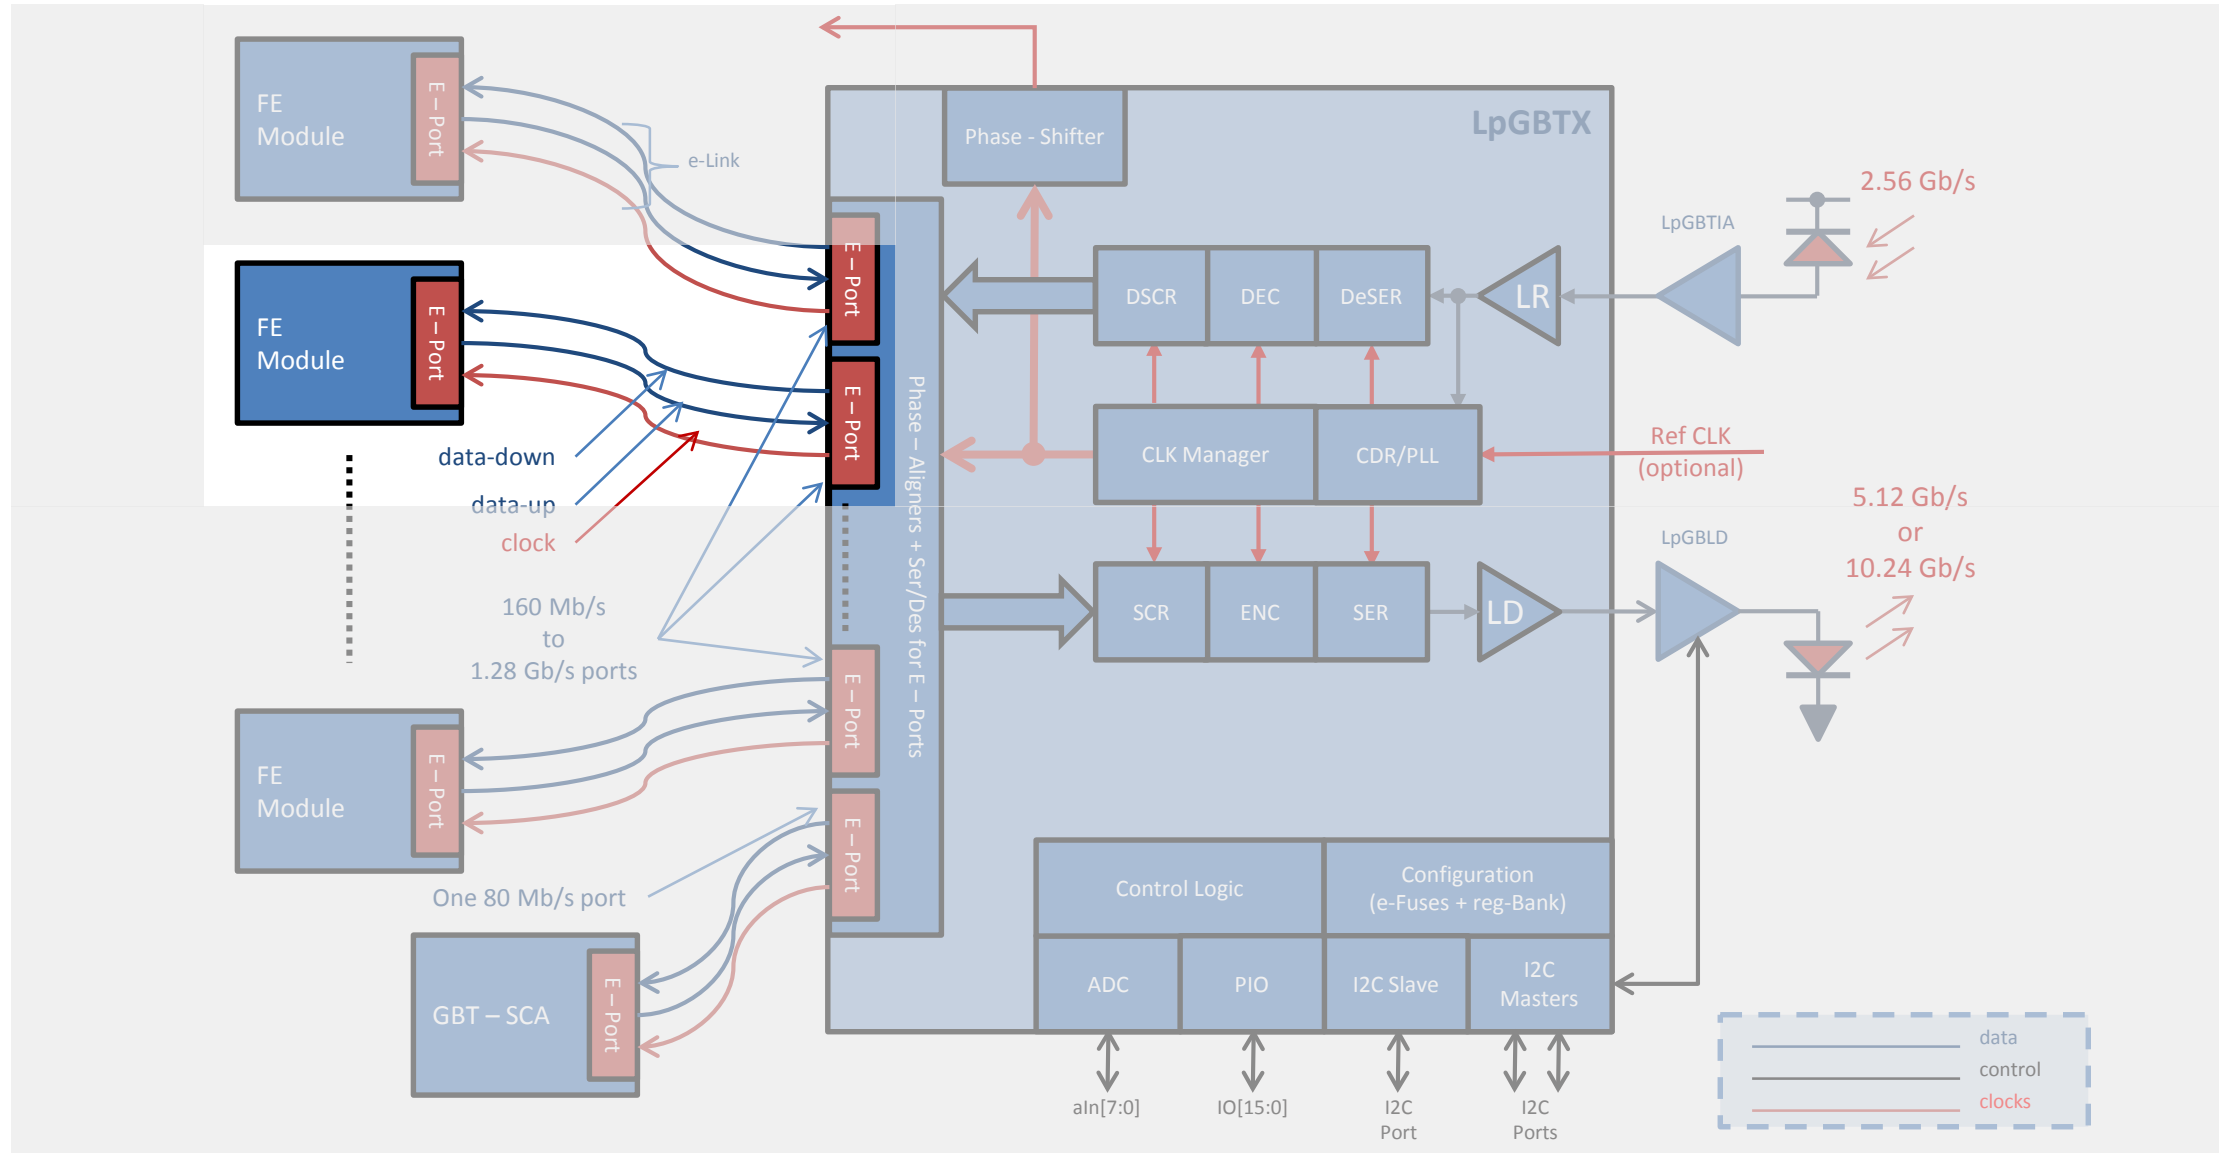 FE
Module
E – Port
e-Link
Phase - Shifter
LpGBTX
2.56 Gb/s
LpGBTIA
E – Port
DSCR
DEC
DeSER
LR
FE
Module
E – Port
E – Port
Phase – Aligners + Ser/Des for E – Ports
data-down
data-up
clock
CLK Manager
CDR/PLL
Ref CLK
(optional)
5.12 Gb/s
or
10.24 Gb/s
LpGBLD
160 Mb/s
to
1.28 Gb/s ports
SCR
ENC
SER
LD
E – Port
FE
Module
E – Port
E – Port
One 80 Mb/s port
Control Logic
Configuration
(e-Fuses + reg-Bank)
GBT – SCA
E – Port
ADC
PIO
I2C Slave
I2C
Masters
data
control
clocks
aIn[7:0]
IO[15:0]
I2C
Port
I2C
Ports